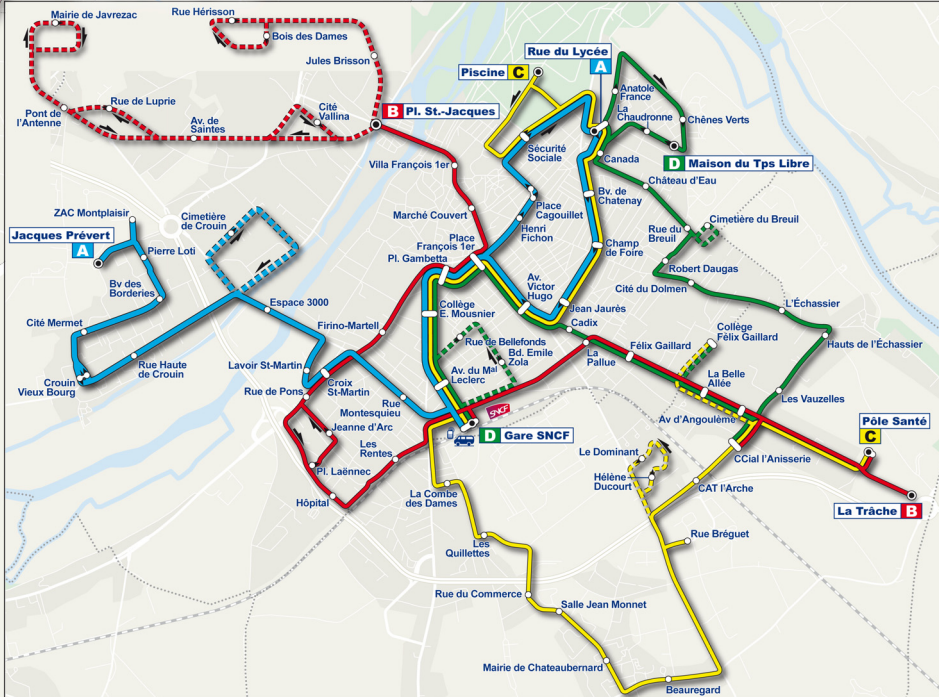 Mairie de Javrezac
Rue Hérisson
Bois des Dames
Jules Brisson
Pont de
l'Antenne
Rue de Luprie
Av. de
Saintes
Cité
Vallina
B Pl. St.-Jacques
Piscine C
Rue du Lycée
A
Anatole
France
La
Chaudronne
Chênes Verts
D Maison du Tps Libre
Sécurité
Sociale
Canada
Château d'Eau
Villa François 1er
Bv. de
Chatenay
Place
Cagouillet
Marché Couvert
Henri
Fichon
Rue du
Breuil
Cimetière du Breuil
ZAC Montplaisir
Cimetière
de Crouin
Jacques Prévert
A
Pierre Loti
Place
François 1er
Pl. Gambetta
Champ
de Foire
Robert Daugas
Cité du Dolmen
Bv des
Borderies
Av.
Victor
Hugo
Espace 3000
Collège
E. Mousnier
Jean Jaurès
L'Échassier
Cité Mermet
Firino-Martell
Cadix
Rue de Bellefonds
Bd. Emile
Zola
La
Pallue
Félix Gaillard
Collège
Félix Gaillard
Hauts de l'Échassier
Rue Haute
de Crouin
Lavoir St-Martin
Av. du Mal
Leclerc
La Belle
Allée
Crouin
Vieux Bourg
Rue de Pons
Croix
St-Martin
Les Vauzelles
Rue
Montesquieu
SNCF
Av d'Angoulème
Pôle Santé
C
Jeanne d'Arc
D Gare SNCF
Les
Rentes
CCial l'Anisserie
Le Dominant
Pl. Laënnec
Hélène
Ducourt
CAT l'Arche
Hôpital
La Combe
des Dames
La Trâche B
Rue Bréguet
Les
Quillettes
Rue du Commerce
Salle Jean Monnet
Mairie de Chateaubernard
Beauregard